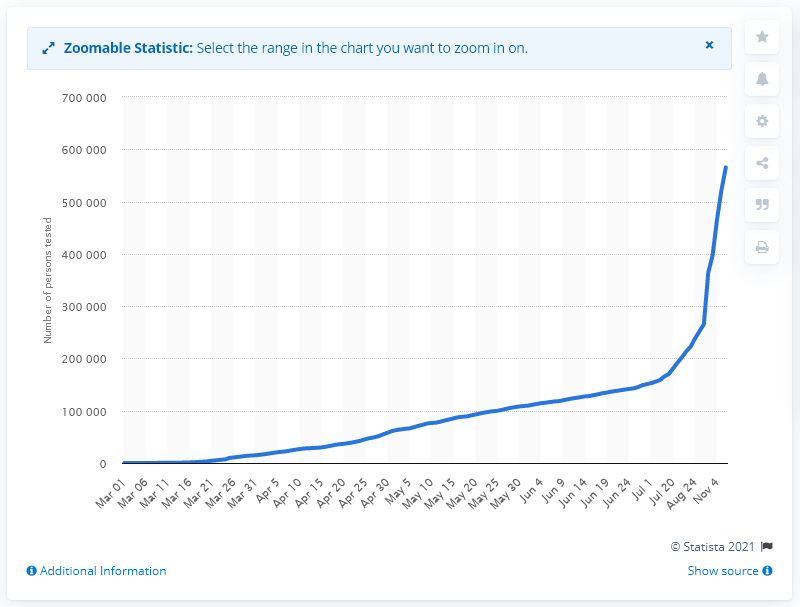 Zoomable Statistic: Select the range in the chart you want to zoom in on.
Number of persons tested
700 000
600 000
500 000
400 000
300 000
200 000
100 000
0
Mar 01
Mar 06
Mar 11
Mar 16
Mar 21
Mar 26
Mar 31
Apr 5
Apr 10
Apr 15
Apr 20
Apr 25
Apr 30
May 5
May 10
May 15
May 20
May 25
May 30
Jun 4
Jun 9
Jun 14
Jun 19
Jun 24
Jul 1
Jul 20
Aug 24
Nov 4
© Statista 2021
Additional Information
Show source